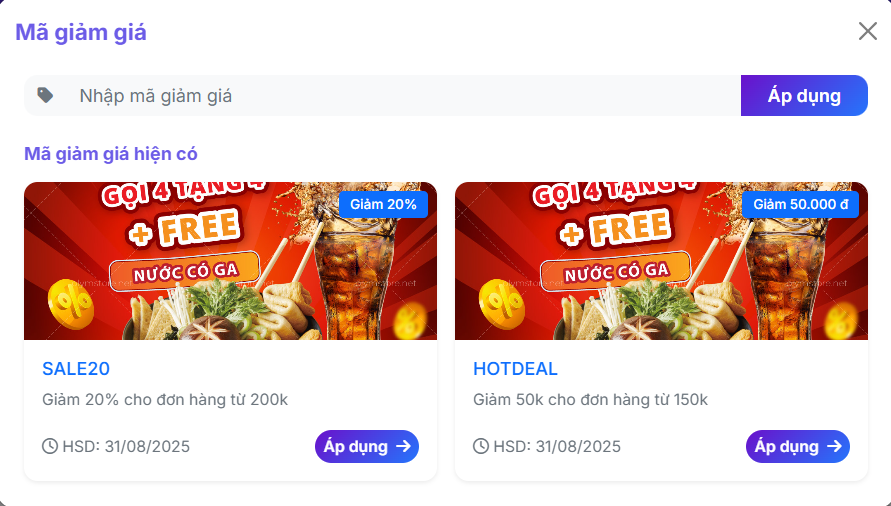 Mã giảm giá
Nhập mã giảm giá
Áp dụng
Mã giảm giá hiện có
GỌI 4 TẶNG 4
Giảm 20%
+ FREE
NƯỚC CÓ GA
SALE20
Giảm 20% cho đơn hàng từ 200k
HSD: 31/08/2025
Áp dụng
GỌI 4 TẶNG
Giảm 50.000 đ
+ FREE
NƯỚC CÓ GA
HOTDEAL
Giảm 50k cho đơn hàng từ 150k
HSD: 31/08/2025
Áp dụng